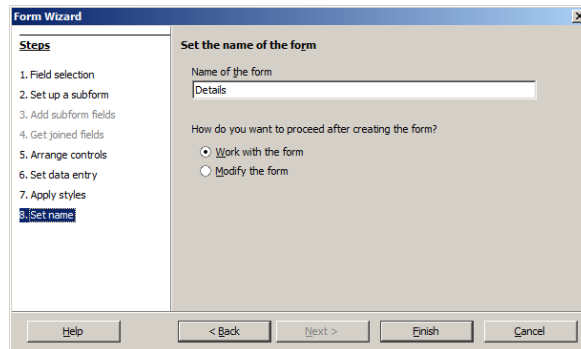 Form Wizard
Steps
1. Field selection
2. Set up a subform
3. Add subform fields
4. Get joined fields
5. Arrange controls
6. Set data entry
7. Apply styles
8. Set name
Set the name of the form
Name of the form
Details
How do you want to proceed after creating the form?
Work with the form
Modify the form
Help
< Back
Next >
Finish
Cancel